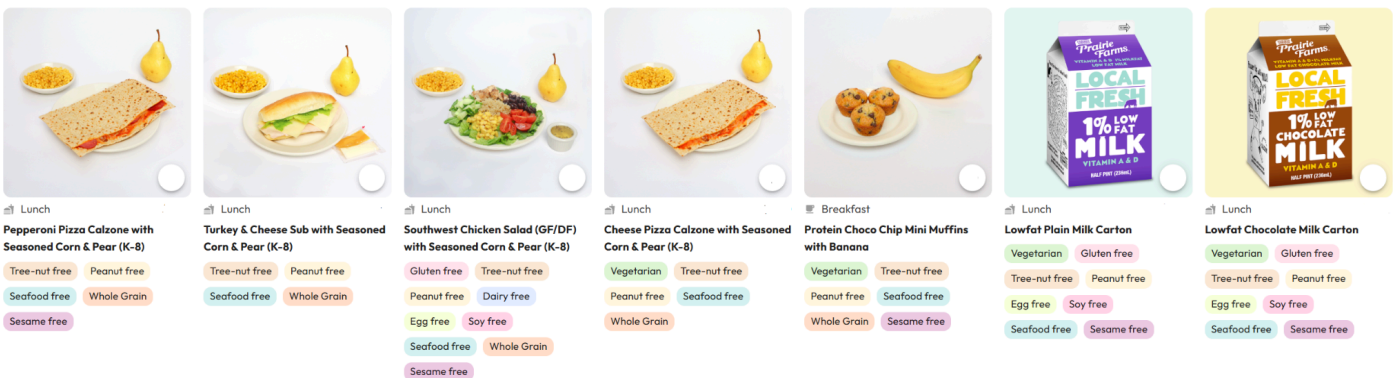 Lunch
Pepperoni Pizza Calzone with
Seasoned Corn & Pear (K-8)
Tree-nut free Peanut free
Seafood free Whole Grain
Sesame free
Lunch
Turkey & Cheese Sub with Seasoned
Corn & Pear (K-8)
Tree-nut free Peanut free
Seafood free Whole Grain
Lunch
Southwest Chicken Salad (GF/DF)
with Seasoned Corn & Pear (K-8)
Gluten free Tree-nut free
Peanut free Dairy free
Egg free Soy free
Seafood free Whole Grain
Sesame free
Lunch
Cheese Pizza Calzone with Seasoned
Corn & Pear (K-8)
Vegetarian Tree-nut free
Peanut free Seafood free
Whole Grain
Breakfast
Protein Choco Chip Mini Muffins
with Banana
Vegetarian Tree-nut free
Peanut free Seafood free
Whole Grain Sesame free
Prairie
Farms
LOCAL
FRESH
1% LOW
FAT
MILK
VITAMIN A & D
HALF PINT (236mL)
Lunch
Lowfat Plain Milk Carton
Vegetarian Gluten free
Tree-nut free Peanut free
Egg free Soy free
Seafood free Sesame free
Prairie
Farms
LOCAL
FRESH
1% LOW
FAT
CHOCOLATE
MILK
VITAMIN A & D
HALF PINT (236mL)
Lunch
Lowfat Chocolate Milk Carton
Vegetarian Gluten free
Tree-nut free Peanut free
Egg free Soy free
Seafood free Sesame free